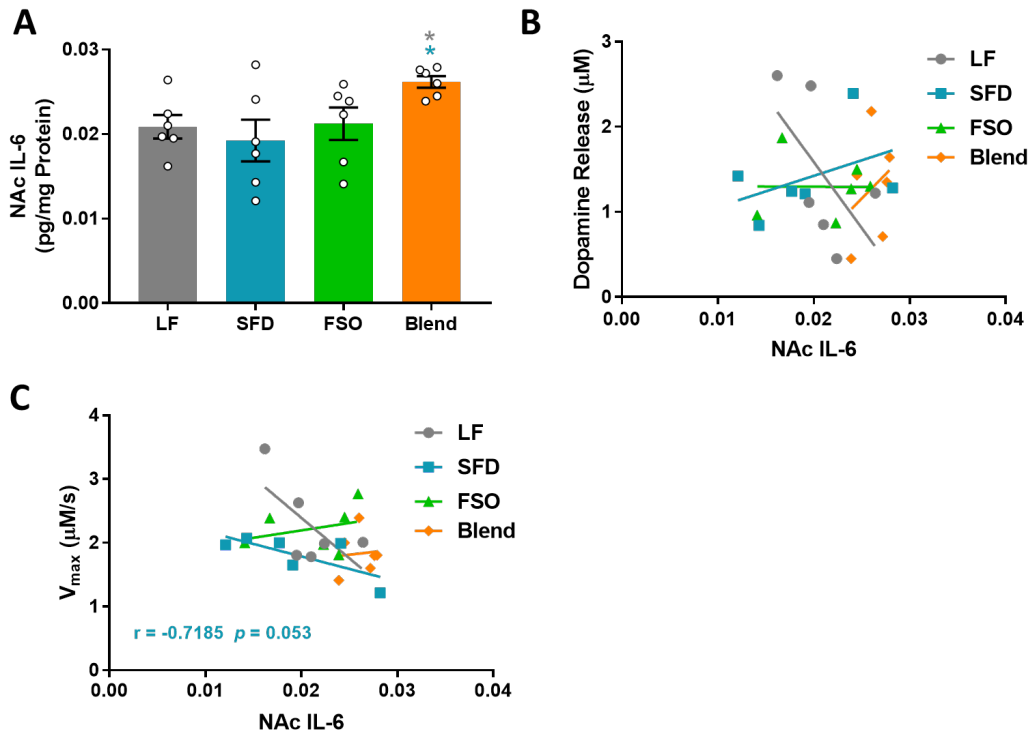 A
NAc IL-6
(pg/mg Protein)
0.03
0.02
0.01
0.00
* 
*
LF SFD FSO Blend
B
Dopamine Release (μM)
3
2
1
0
0.00 0.01 0.02 0.03 0.04
NAc IL-6
LF
SFD
FSO
Blend
C
Vmax (μM/s)
4
3
2
1
0
0.00 0.01 0.02 0.03 0.04
NAc IL-6
LF
SFD
FSO
Blend
r = -0.7185 p = 0.053